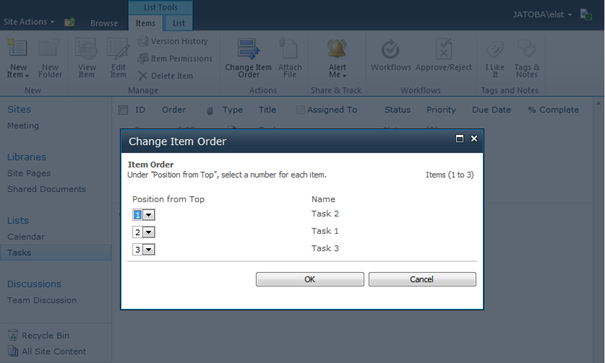 List Tools
Site Actions
Browse
Items
List
JATOBA\elst
New Item
New Folder
View Item
Edit Item
Version History
Item Permissions
Delete Item
Change Item Order
Attach File
Alert Me
Workflows
Approve/Reject
I Like It
Tags & Notes
New
Manage
Actions
Share & Track
Workflows
Tags and Notes
Sites
Meeting
Libraries
Site Pages
Shared Documents
Lists
Calendar
Tasks
Discussions
Team Discussion
Recycle Bin
All Site Content
ID Order Type Title Assigned To Status Priority Due Date % Complete
Change Item Order
Item Order
Under "Position from Top", select a number for each item.
Items (1 to 3)
Position from Top Name
1 Task 2
2 Task 1
3 Task 3
OK Cancel